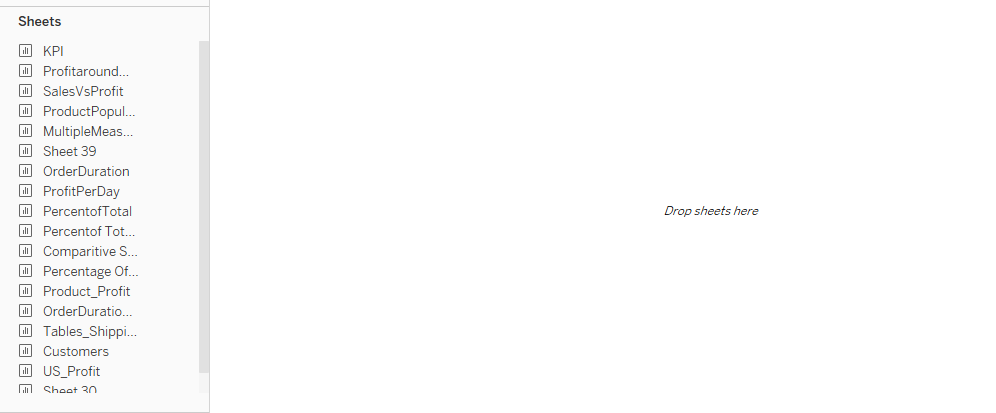 Sheets
KPI
Profitaround...
SalesVsProfit
ProductPopul...
MultipleMeas...
Sheet 39
OrderDuration
ProfitPerDay
PercentofTotal
Percentof Tot...
Comparitive S...
Percentage Of...
Product_Profit
OrderDuratio...
Tables_Shippi...
Customers
US_Profit
Sheet 30
Drop sheets here